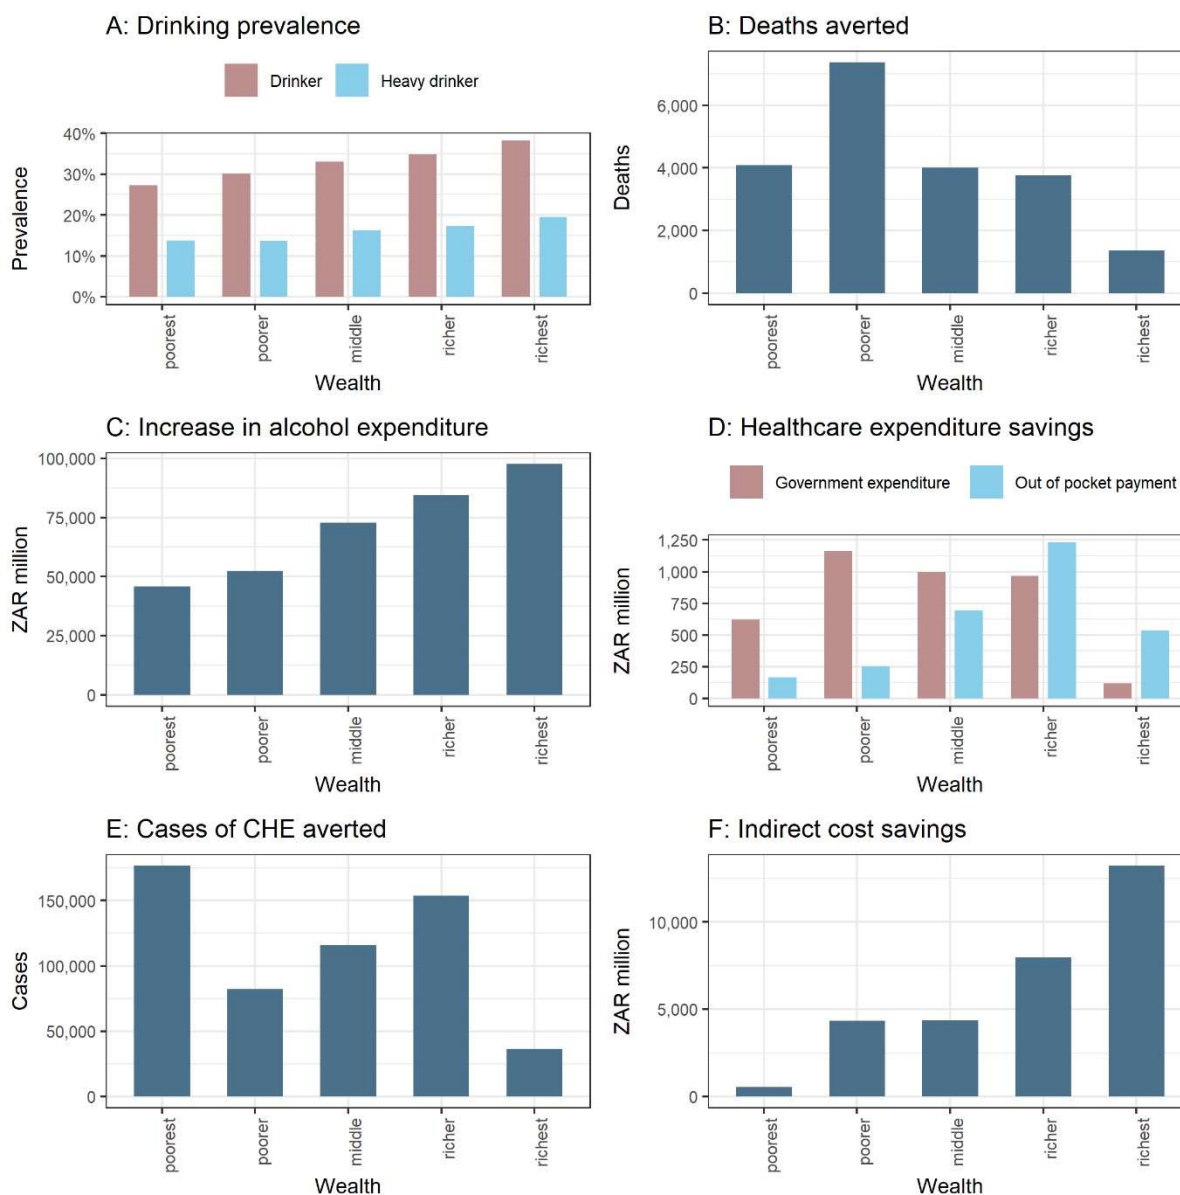 A: Drinking prevalence
Drinker Heavy drinker
Prevalence
40%
30%
20%
10%
0%
poorest poorer middle richer richest
Wealth
B: Deaths averted
Deaths
6,000
4,000
2,000
0
poorest poorer middle richer richest
Wealth
C: Increase in alcohol expenditure
ZAR million
100,000
75,000
50,000
25,000
0
poorest poorer middle richer richest
Wealth
D: Healthcare expenditure savings
Government expenditure Out of pocket payment
ZAR million
1,250
1,000
750
500
250
0
poorest poorer middle richer richest
Wealth
E: Cases of CHE averted
Cases
150,000
100,000
50,000
0
poorest poorer middle richer richest
Wealth
F: Indirect cost savings
ZAR million
10,000
5,000
0
poorest poorer middle richer richest
Wealth